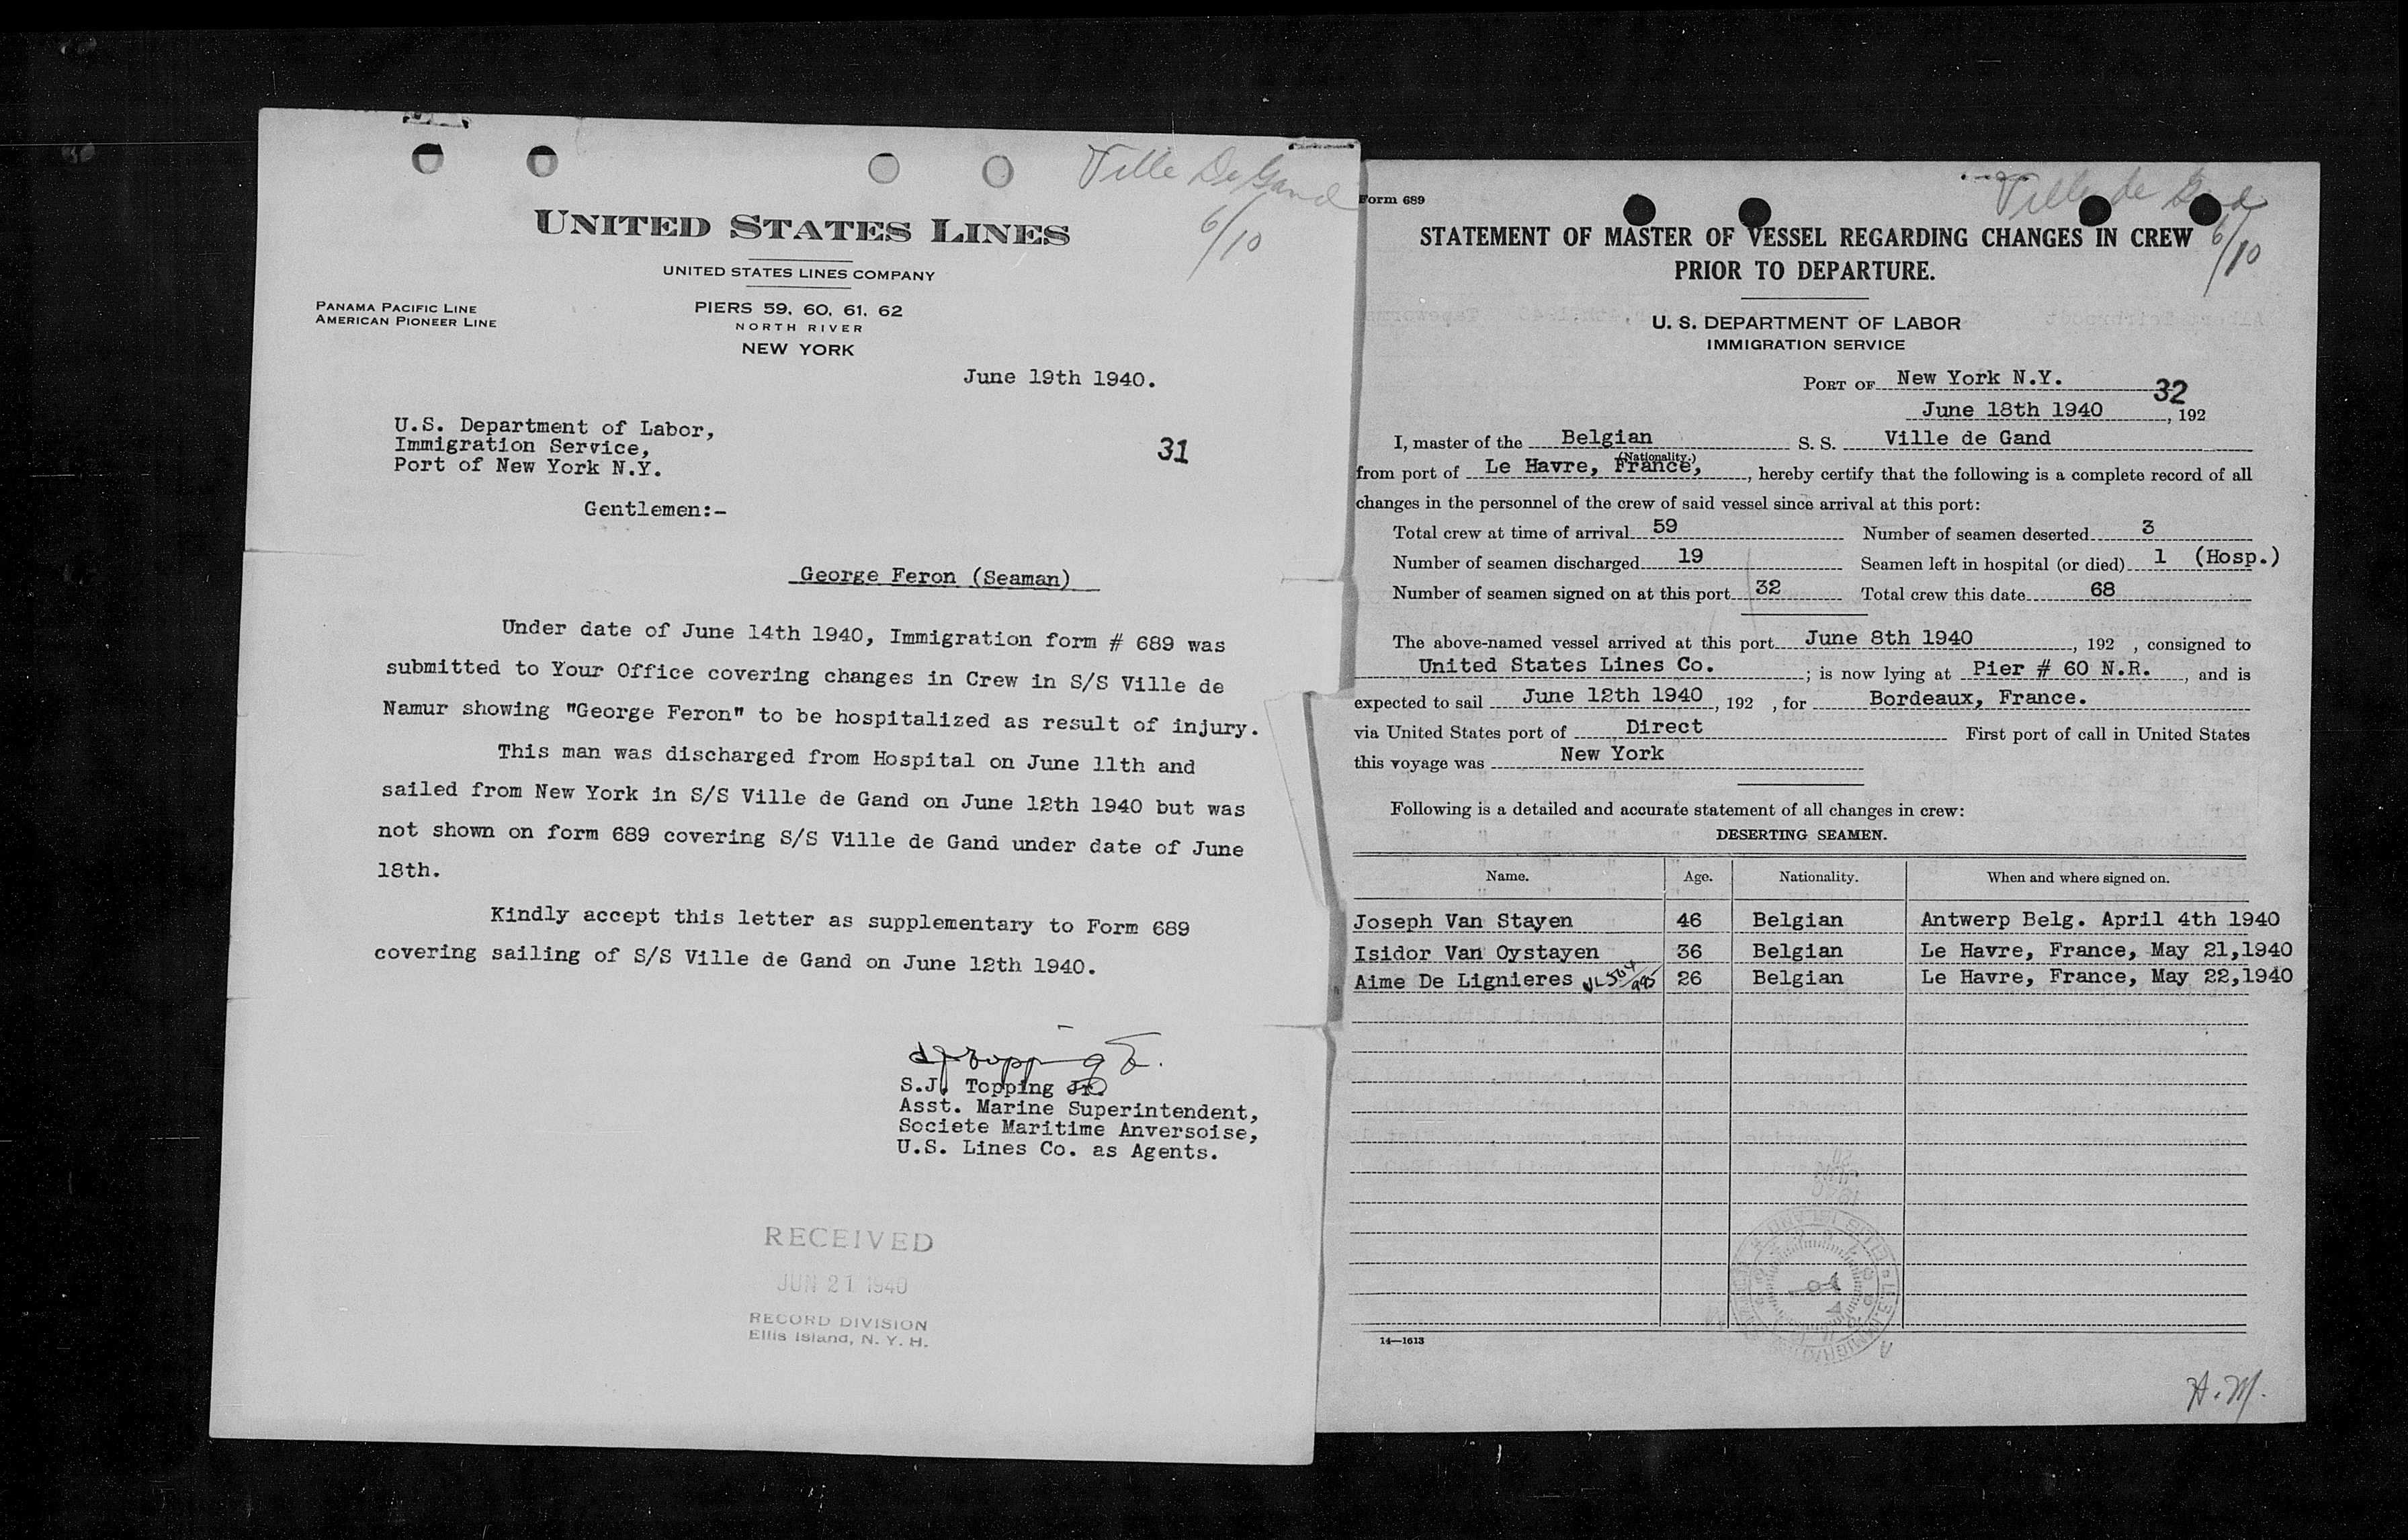 Ville De Gand
6/10
UNITED STATES LINES
UNITED STATES LINES COMPANY
PANAMA PACIFIC LINE
AMERICAN PIONEER LINE
PIERS 59, 60, 61, 62
NORTH RIVER
NEW YORK
June 19th 1940.
U.S. Department of Labor,
Immigration Service,
Port of New York N.Y.
31
Gentlemen:-
George Feron (Seaman)
Under date of June 14th 1940, Immigration form # 689 was
submitted to Your Office covering changes in Crew in S/S Ville de
Namur showing "George Feron" to be hospitalized as result of injury.
This man was discharged from Hospital on June 11th and
sailed from New York in S/S Ville de Gand on June 12th 1940 but was
not shown on form 689 covering S/S Ville de Gand under date of June
18th.
Kindly accept this letter as supplementary to Form 689
covering sailing of S/S Ville de Gand on June 12th 1940.
S.J. Topping Jr.
Asst. Marine Superintendent,
Societe Maritime Anversoise,
U.S. Lines Co. as Agents.
RECEIVED
JUN 21 1940
RECORD DIVISION
Ellis Island, N. Y. H.
Form 689
Ville de Gand
6/10
STATEMENT OF MASTER OF VESSEL REGARDING CHANGES IN CREW
PRIOR TO DEPARTURE.
U. S. DEPARTMENT OF LABOR
IMMIGRATION SERVICE
PORT OF New York N.Y.
32
June 18th 1940, 192
I, master of the Belgian S. S. Ville de Gand
(Nationality.)
from port of Le Havre, France, , hereby certify that the following is a complete record of all
changes in the personnel of the crew of said vessel since arrival at this port:
Total crew at time of arrival 59 Number of seamen deserted 3
Number of seamen discharged 19 Seamen left in hospital (or died) 1 (Hosp.)
Number of seamen signed on at this port 32 Total crew this date 68
The above-named vessel arrived at this port June 8th 1940, 192 , consigned to
United States Lines Co. ; is now lying at Pier # 60 N.R. , and is
expected to sail June 12th 1940, 192 , for Bordeaux, France.
via United States port of Direct First port of call in United States
this voyage was New York
Following is a detailed and accurate statement of all changes in crew:
DESERTING SEAMEN.
Name. Age. Nationality. When and where signed on.
Joseph Van Stayen 46 Belgian Antwerp Belg. April 4th 1940
Isidor Van Oystayen 36 Belgian Le Havre, France, May 21,1940
Aime De Lignieres 26 Belgian Le Havre, France, May 22,1940
14—1613
H.M.